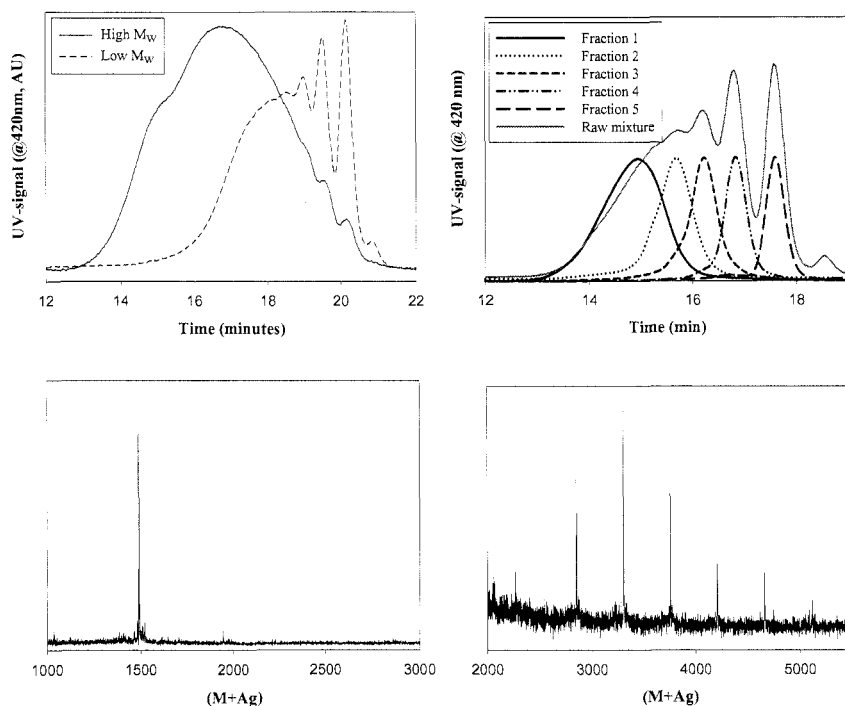 High MW
Low MW
UV-signal (@420nm, AU)
12 14 16 18 20 22
Time (minutes)
Fraction 1
Fraction 2
Fraction 3
Fraction 4
Fraction 5
Raw mixture
UV-signal (@ 420 nm)
12 14 16 18
Time (min)
1000 1500 2000 2500 3000
(M+Ag)
2000 3000 4000 5000
(M+Ag)